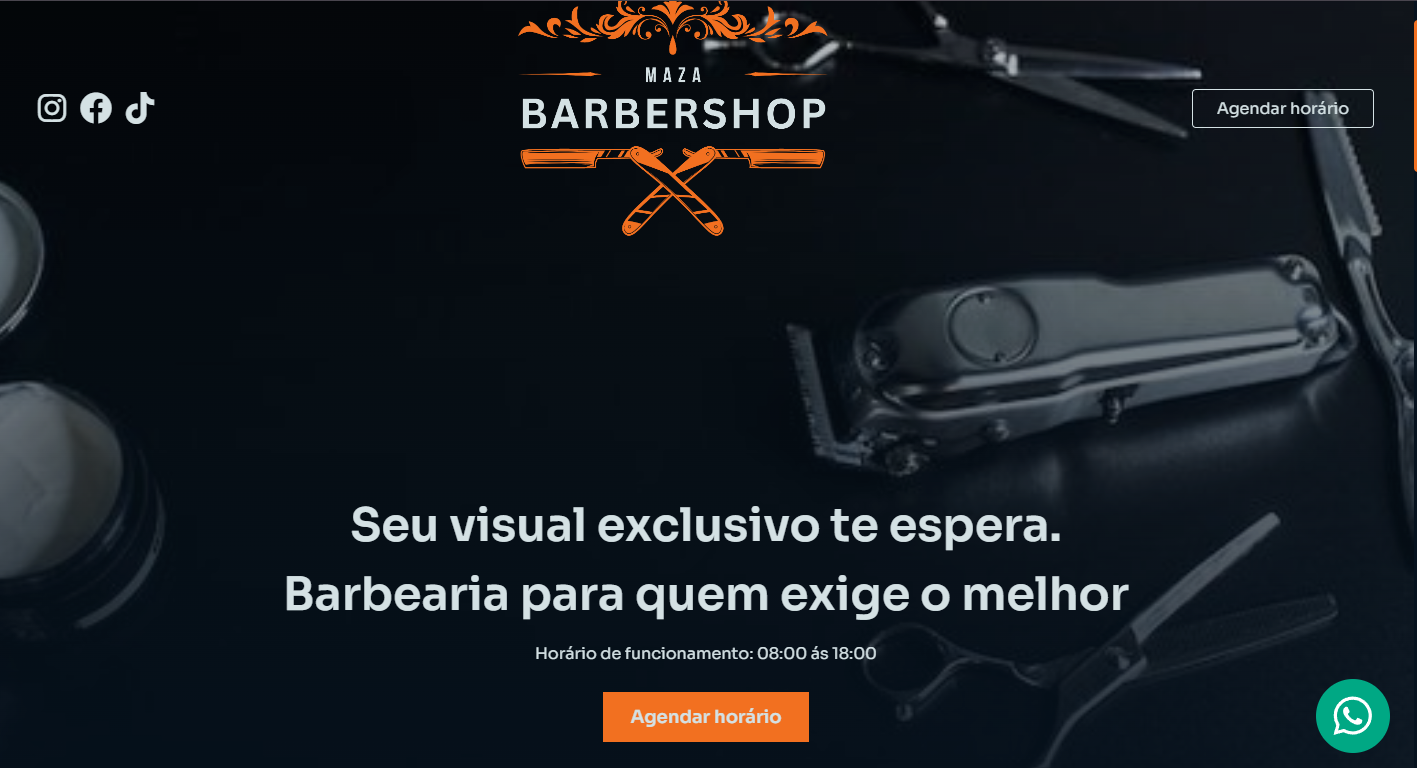 MAZA
BARBERSHOP
Agendar horário
Seu visual exclusivo te espera.
Barbearia para quem exige o melhor
Horário de funcionamento: 08:00 ás 18:00
Agendar horário